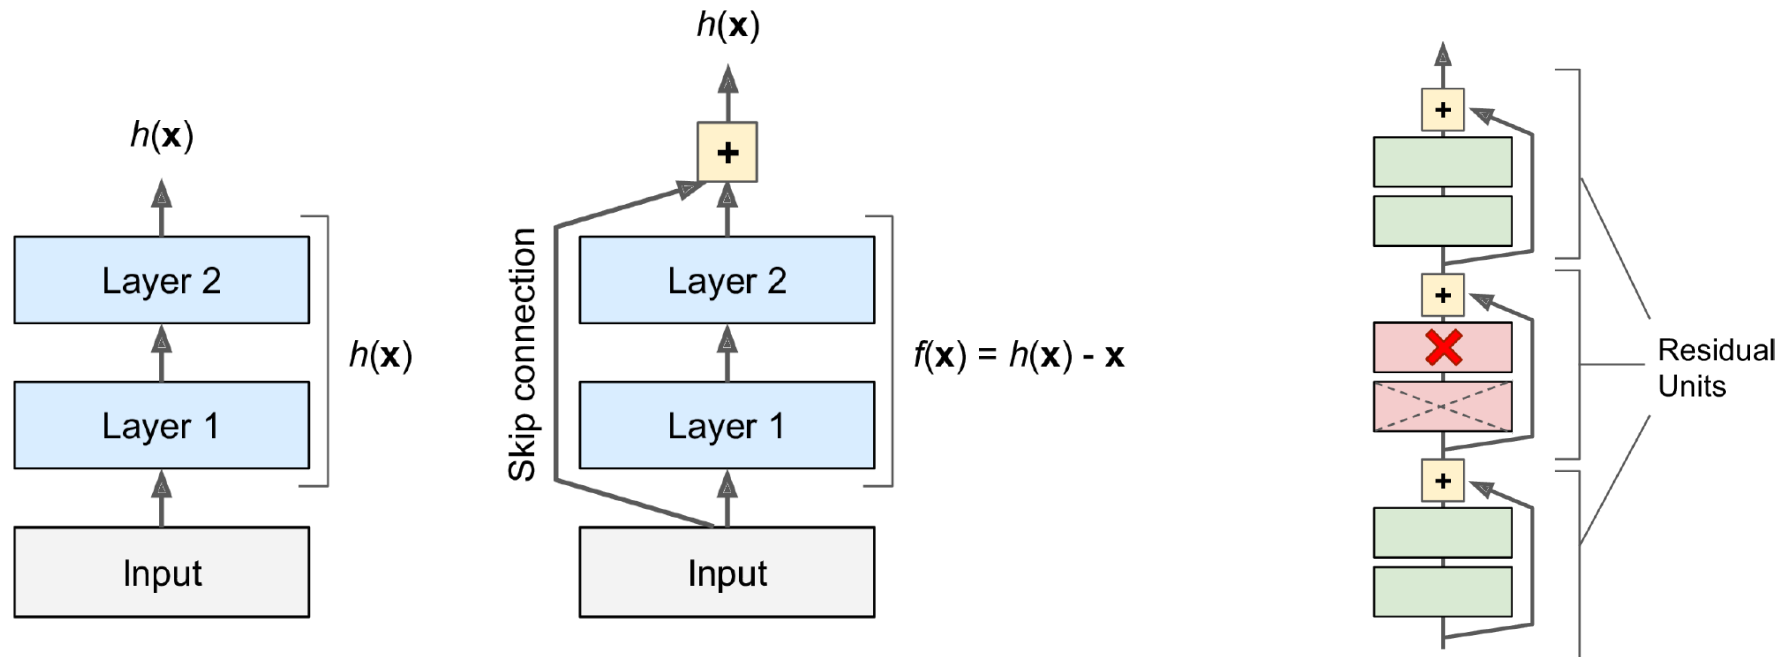 h(x)
Layer 2
Layer 1
Input
h(x)
h(x)
+
Skip connection
Layer 2
Layer 1
Input
f(x) = h(x) - x
+
+
+
Residual
Units